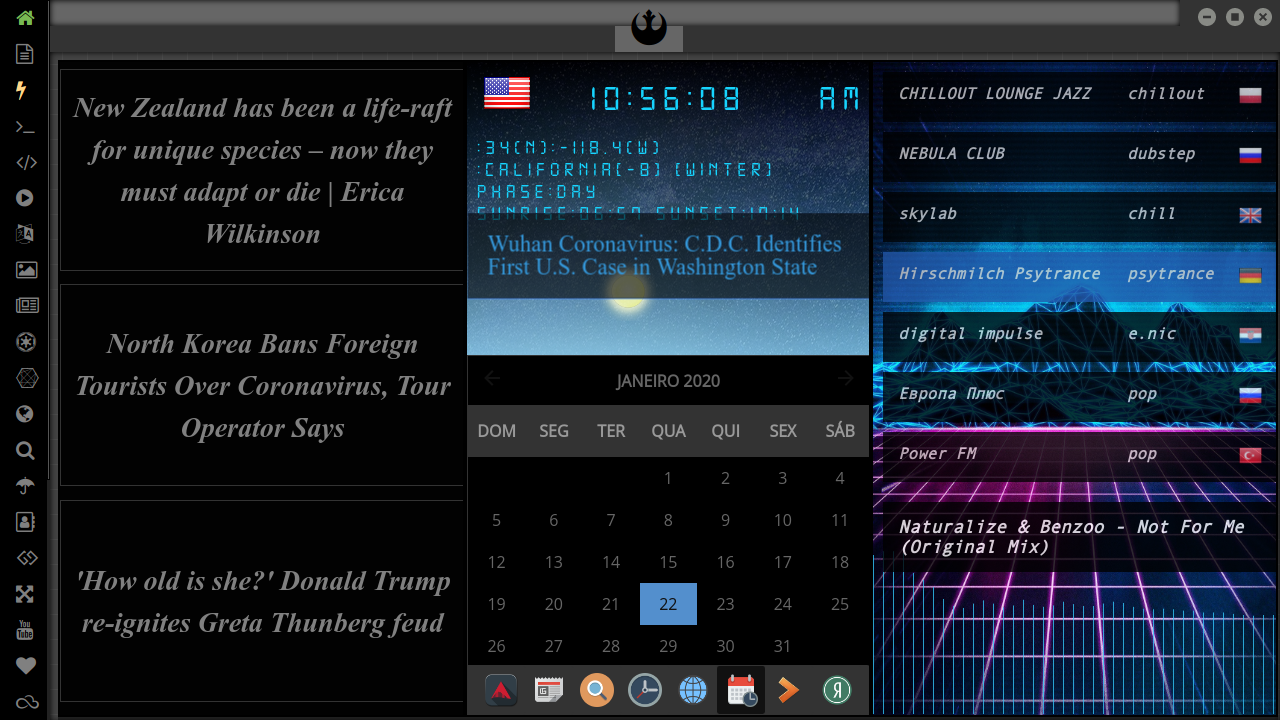 New Zealand has been a life-raft
for unique species – now they
must adapt or die | Erica
Wilkinson
North Korea Bans Foreign
Tourists Over Coronavirus, Tour
Operator Says
'How old is she?' Donald Trump
re-ignites Greta Thunberg feud
10:56:08 AM
:34(N):-118.4(W)
:CALIFORNIA(-8) (WINTER)
PHASE:DAY
SUNRISE:06:57 SUNSET:17:14
Wuhan Coronavirus: C.D.C. Identifies
First U.S. Case in Washington State
JANEIRO 2020
DOM SEG TER QUA QUI SEX SÁB
1 2 3 4
5 6 7 8 9 10 11
12 13 14 15 16 17 18
19 20 21 22 23 24 25
26 27 28 29 30 31
CHILLOUT LOUNGE JAZZ chillout
NEBULA CLUB dubstep
skylab chill
Hirschmilch Psytrance psytrance
digital impulse e.nic
Европа Плюс pop
Power FM pop
Naturalize & Benzoo - Not For Me
(Original Mix)
You
Tube
Я